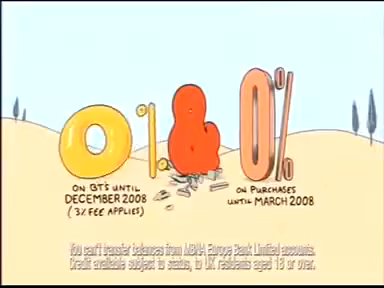 0% & 0%
ON BT'S UNTIL
DECEMBER 2008
(3% FEE APPLIES)
ON PURCHASES
UNTIL MARCH 2008
You can't transfer balances from MBNA Europe Bank Limited accounts.
Credit available subject to status, to UK residents aged 18 or over.